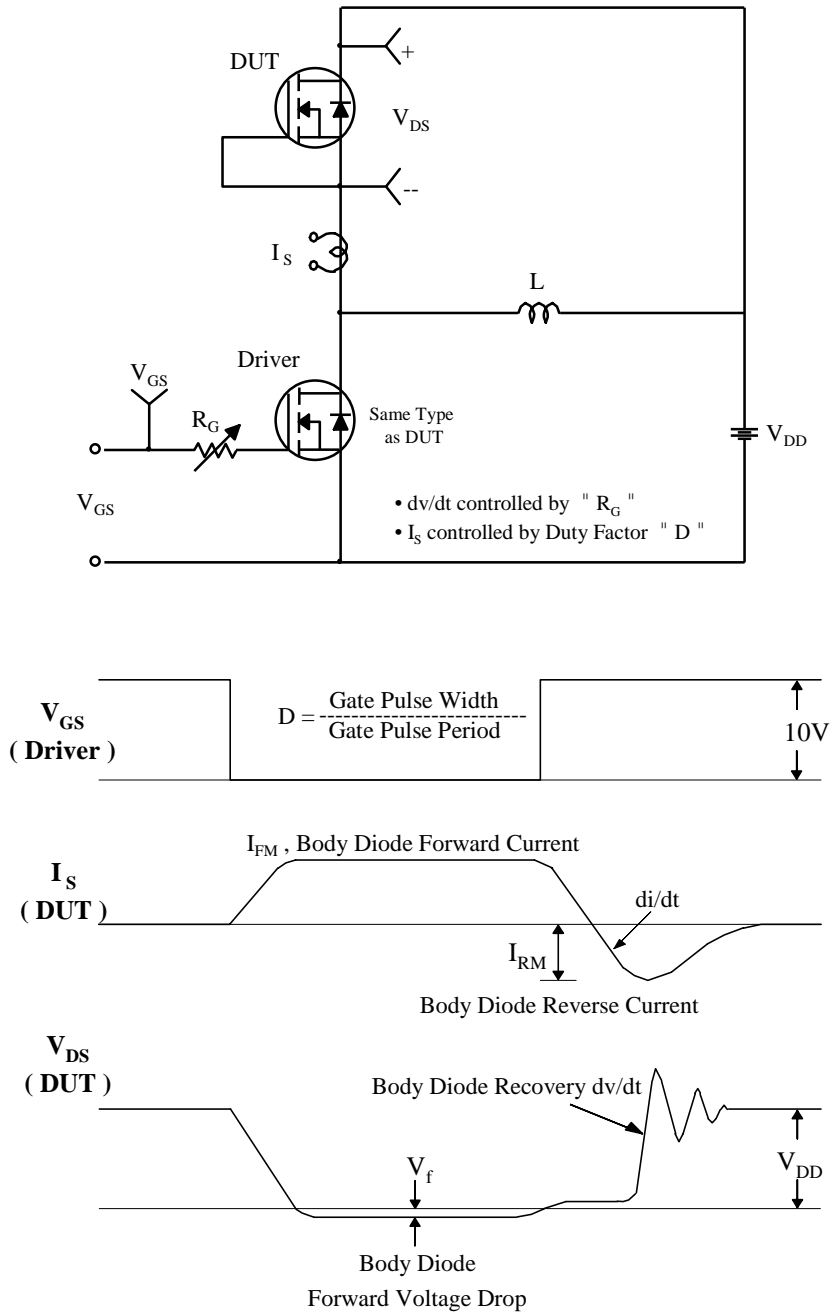 DUT
+
V_DS
--
I_S
L
Driver
V_GS
R_G
Same Type
as DUT
V_DD
V_GS
• dv/dt controlled by " R_G "
• I_S controlled by Duty Factor " D "
V_GS
( Driver )
D = Gate Pulse Width
Gate Pulse Period
10V
I_FM , Body Diode Forward Current
I_S
( DUT )
di/dt
I_RM
Body Diode Reverse Current
V_DS
( DUT )
Body Diode Recovery dv/dt
V_f
V_DD
Body Diode
Forward Voltage Drop